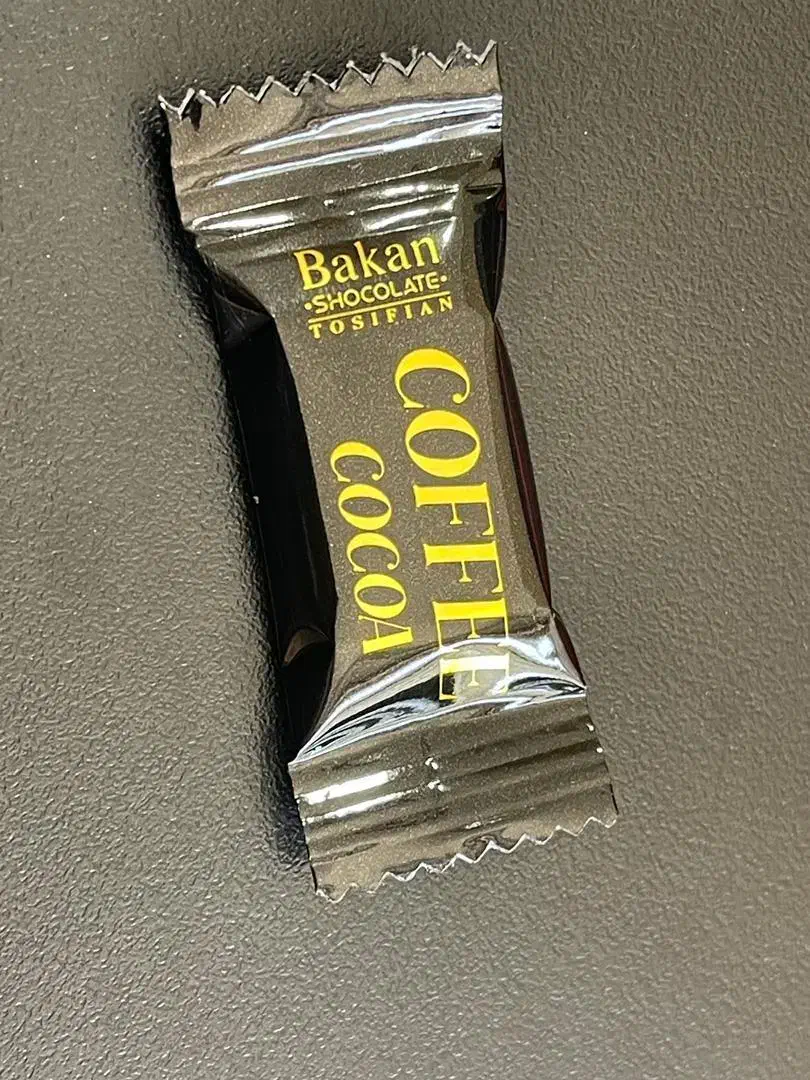 Bakan
•SHOCOLATE•
TOSIFIAN
COFFEE
COCOA